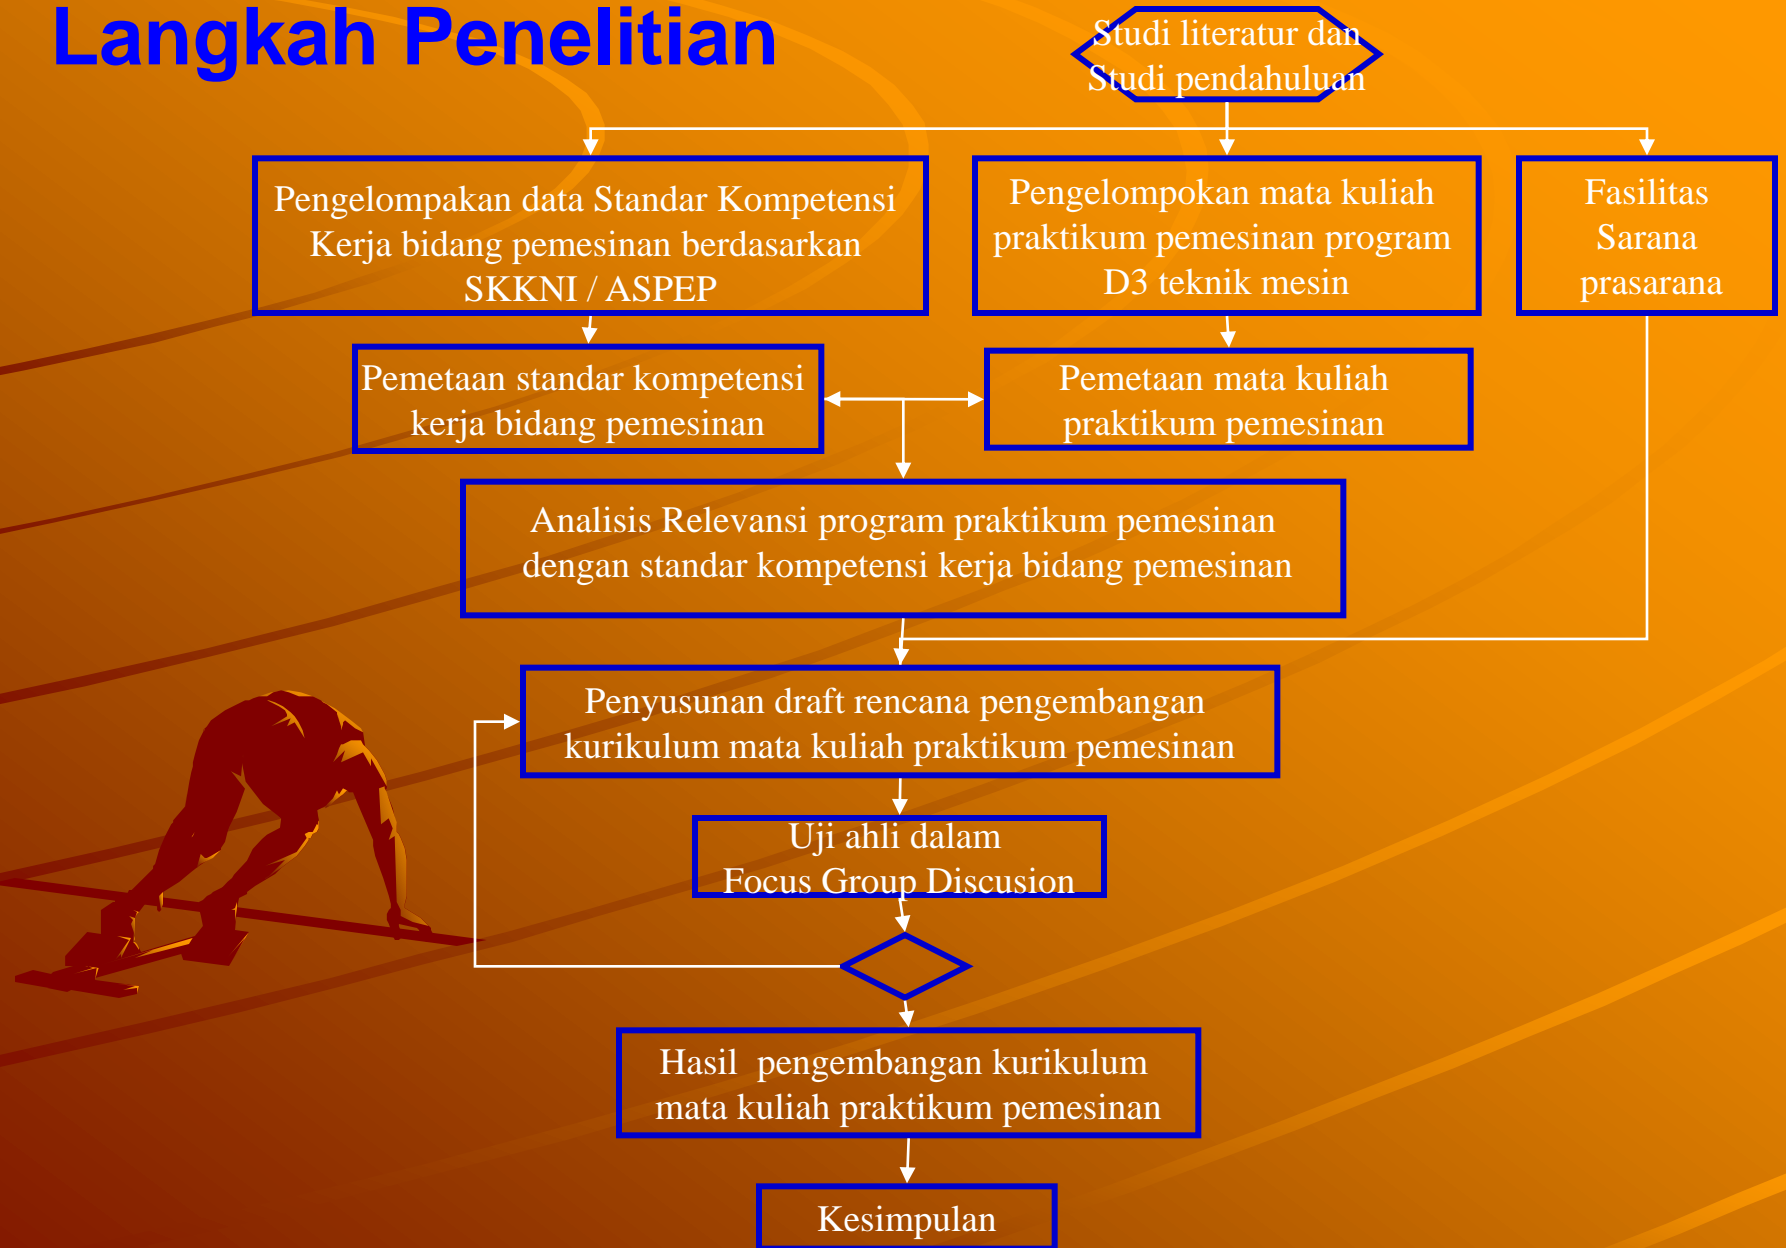 Langkah Penelitian
Studi literatur dan
Studi pendahuluan
Pengelompakan data Standar Kompetensi
Kerja bidang pemesinan berdasarkan
SKKNI / ASPEP
Pengelompokan mata kuliah
praktikum pemesinan program
D3 teknik mesin
Fasilitas
Sarana
prasarana
Pemetaan standar kompetensi
kerja bidang pemesinan
Pemetaan mata kuliah
praktikum pemesinan
Analisis Relevansi program praktikum pemesinan
dengan standar kompetensi kerja bidang pemesinan
Penyusunan draft rencana pengembangan
kurikulum mata kuliah praktikum pemesinan
Uji ahli dalam
Focus Group Discusion
Hasil pengembangan kurikulum
mata kuliah praktikum pemesinan
Kesimpulan